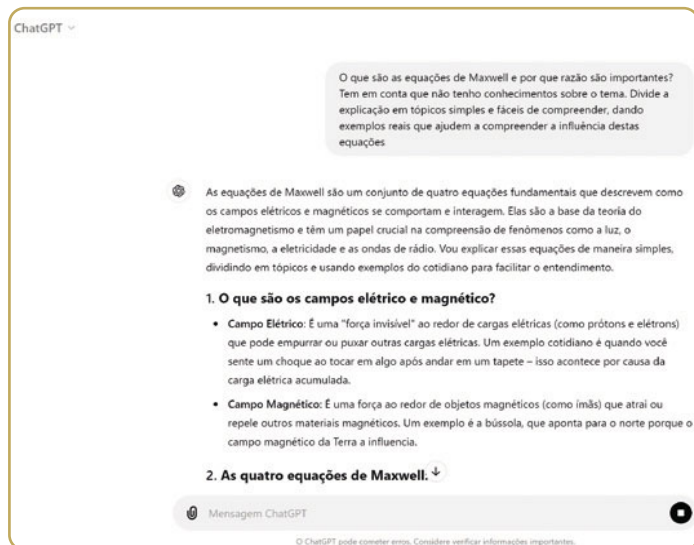 ChatGPT
O que são as equações de Maxwell e por que razão são importantes?
Tem em conta que não tenho conhecimentos sobre o tema. Divide a
explicação em tópicos simples e fáceis de compreender, dando
exemplos reais que ajudem a compreender a influência destas
equações
As equações de Maxwell são um conjunto de quatro equações fundamentais que descrevem como
os campos elétricos e magnéticos se comportam e interagem. Elas são a base da teoria do
eletromagnetismo e têm um papel crucial na compreensão de fenômenos como a luz, o
magnetismo, a eletricidade e as ondas de rádio. Vou explicar essas equações de maneira simples,
dividindo em tópicos e usando exemplos do cotidiano para facilitar o entendimento.
1. O que são os campos elétrico e magnético?
• Campo Elétrico: É uma "força invisível" ao redor de cargas elétricas (como prótons e elétrons)
que pode empurrar ou puxar outras cargas elétricas. Um exemplo cotidiano é quando você
sente um choque ao tocar em algo após andar em um tapete – isso acontece por causa da
carga elétrica acumulada.
• Campo Magnético: É uma força ao redor de objetos magnéticos (como ímãs) que atrai ou
repele outros materiais magnéticos. Um exemplo é a bússola, que aponta para o norte porque o
campo magnético da Terra a influencia.
2. As quatro equações de Maxwell:
Mensagem ChatGPT
O ChatGPT pode cometer erros. Considere verificar informações importantes.